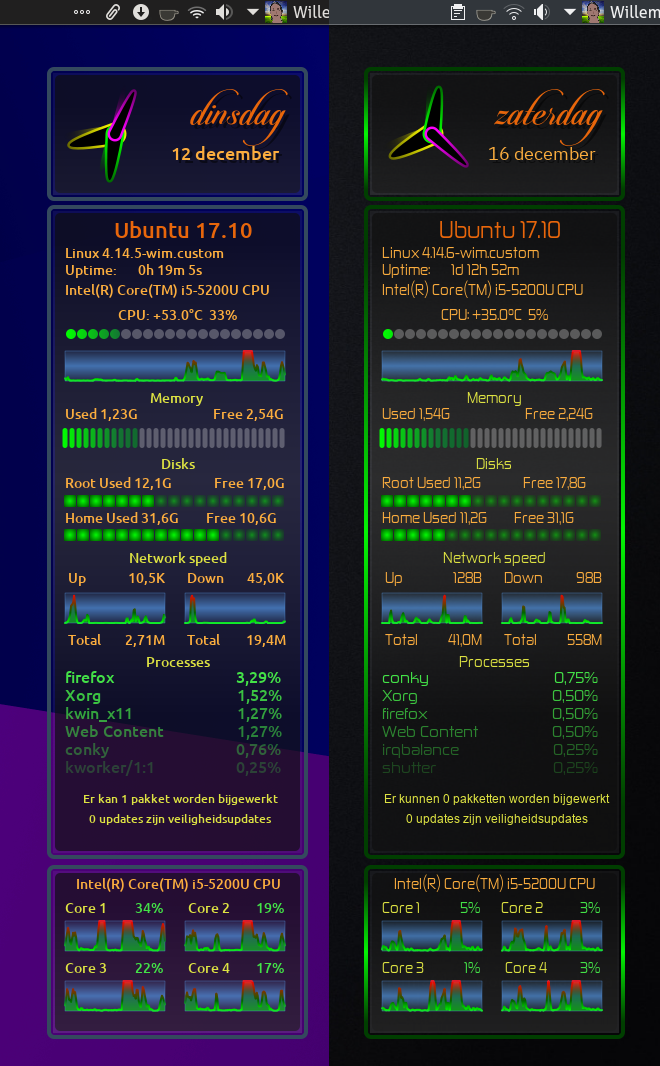 Wille
dinsdag
12 december
Ubuntu 17.10
Linux 4.14.5-wim.custom
Uptime: 0h 19m 5s
Intel(R) Core(TM) i5-5200U CPU
CPU: +53.0°C 33%
Memory
Used 1,23G Free 2,54G
Disks
Root Used 12,1G Free 17,0G
Home Used 31,6G Free 10,6G
Network speed
Up 10,5K Down 45,0K
Total 2,71M Total 19,4M
Processes
firefox 3,29%
Xorg 1,52%
kwin_x11 1,27%
Web Content 1,27%
conky 0,76%
kworker/1:1 0,25%
Er kan 1 pakket worden bijgewerkt
0 updates zijn veiligheidsupdates
Intel(R) Core(TM) i5-5200U CPU
Core 1 34% Core 2 19%
Core 3 22% Core 4 17%
Willem
zaterdag
16 december
Ubuntu 17.10
Linux 4.14.6-wim.custom
Uptime: 1d 12h 52m
Intel(R) Core(TM) i5-5200U CPU
CPU: +35.0°C 5%
Memory
Used 1,54G Free 2,24G
Disks
Root Used 11,2G Free 17,8G
Home Used 11,2G Free 31,1G
Network speed
Up 128B Down 98B
Total 41,0M Total 558M
Processes
conky 0,75%
Xorg 0,50%
firefox 0,50%
Web Content 0,50%
irqbalance 0,25%
shutter 0,25%
Er kunnen 0 pakketten worden bijgewerkt
0 updates zijn veiligheidsupdates
Intel(R) Core(TM) i5-5200U CPU
Core 1 5% Core 2 3%
Core 3 1% Core 4 3%